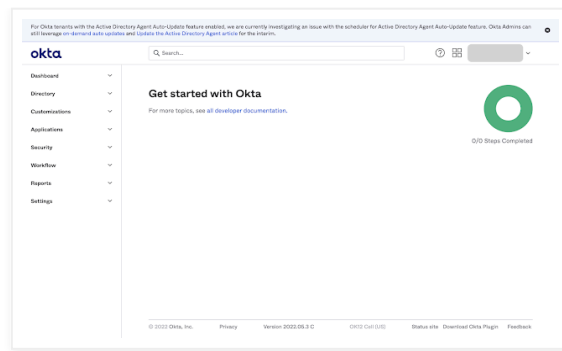 For Okta tenants with the Active Directory Agent Auto-Update feature enabled, we are currently investigating an issue with the scheduler for Active Directory Agent Auto-Update feature. Okta Admins can
still leverage on-demand auto updates and Update the Active Directory Agent article for the interim.
okta
Search...
Dashboard
Directory
Customizations
Applications
Security
Workflow
Reports
Settings
Get started with Okta
For more topics, see all developer documentation.
0/0 Steps Completed
© 2022 Okta, Inc. Privacy Version 2022.05.2 C OK12 Cell (US) Status site Download Okta Plugin Feedback